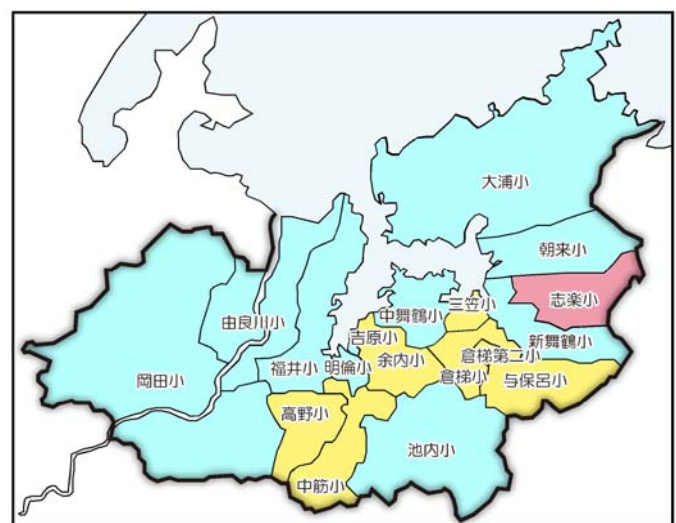 大浦小
朝来小
志楽小
三笠小
中舞鶴小
由良川小
吉原小
新舞鶴小
倉梯第二小
余内小
福井小
明倫小
倉梯小
与保呂小
岡田小
高野小
池内小
中筋小